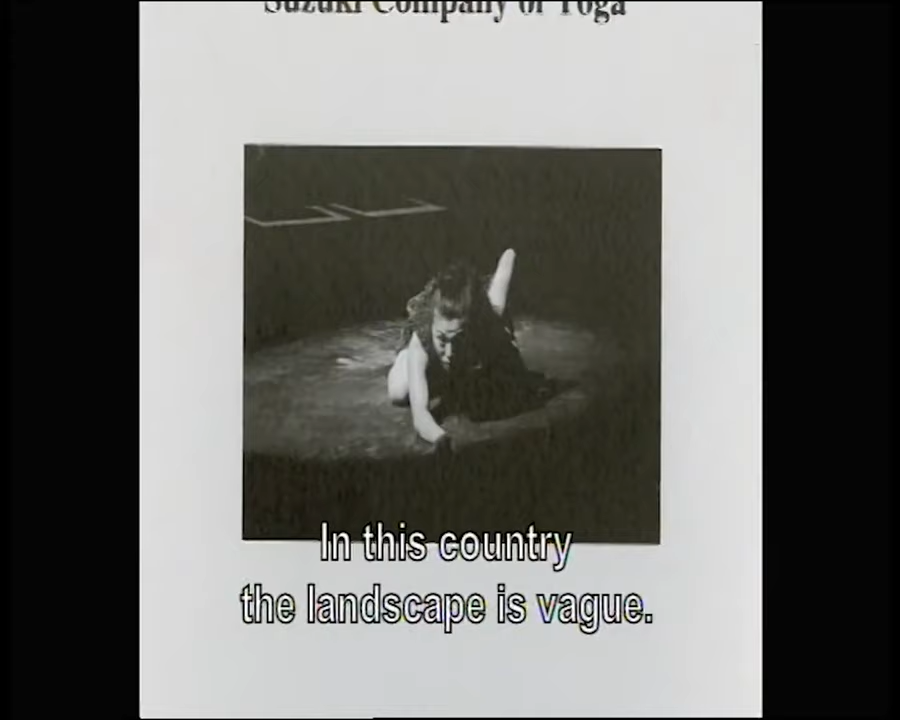 Suzuki Company of Toga
In this country
the landscape is vague.